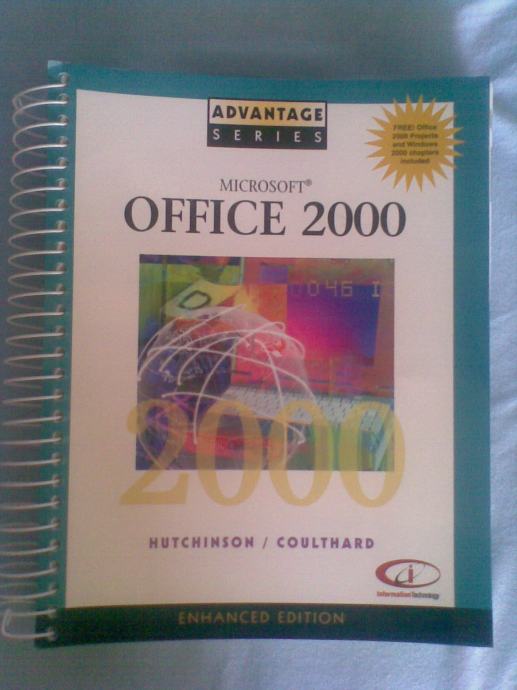 ADVANTAGE
SERIES
FREE! Office
2000 Projects
and Windows
2000 chapters
included
MICROSOFT®
OFFICE 2000
0046 I
2000
HUTCHINSON / COULTHARD
Information Technology
ENHANCED EDITION